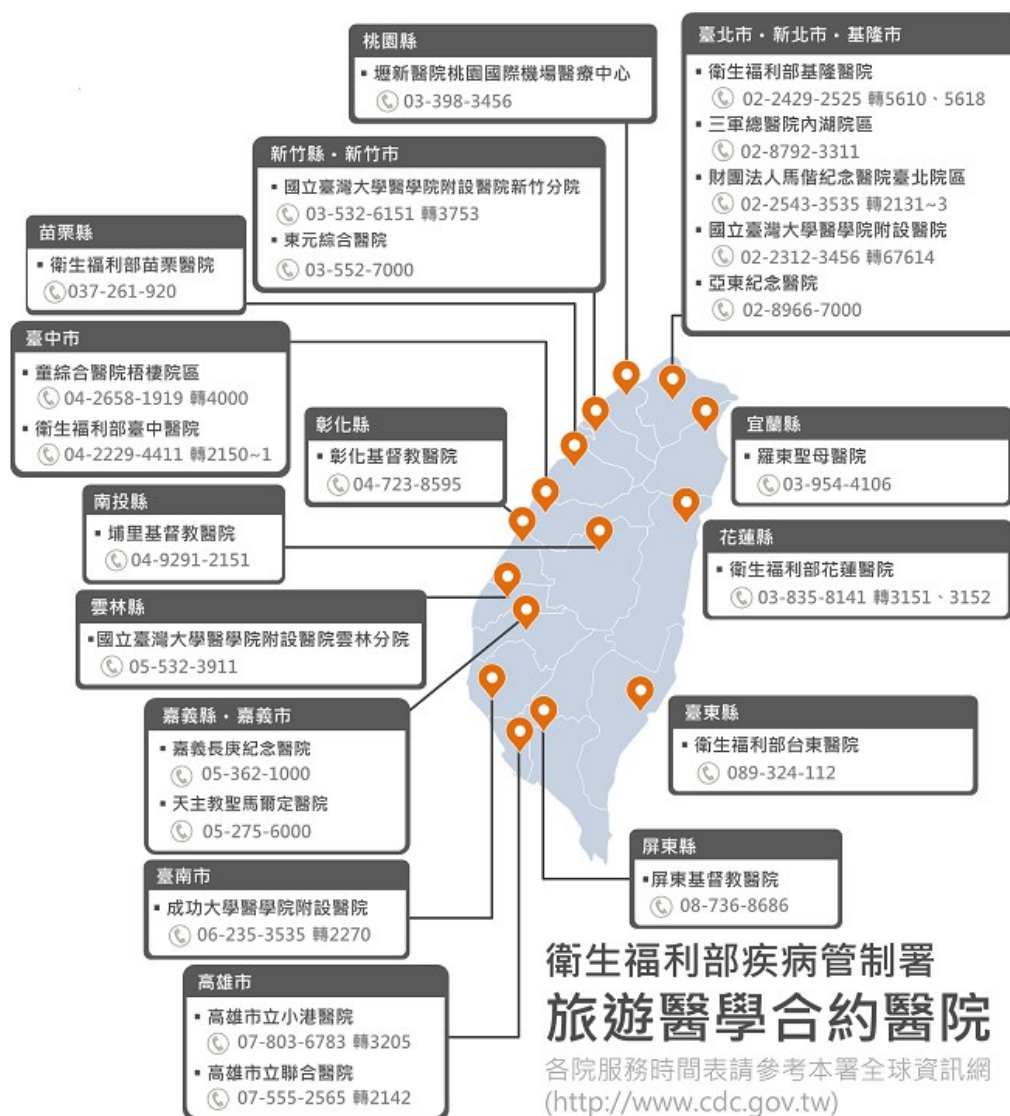 桃園縣
▪ 壢新醫院桃園國際機場醫療中心
03-398-3456
臺北市・新北市・基隆市
▪ 衛生福利部基隆醫院
02-2429-2525 轉5610、5618
▪ 三軍總醫院內湖院區
02-8792-3311
▪ 財團法人馬偕紀念醫院臺北院區
02-2543-3535 轉2131~3
▪ 國立臺灣大學醫學院附設醫院
02-2312-3456 轉67614
▪ 亞東紀念醫院
02-8966-7000
新竹縣・新竹市
▪ 國立臺灣大學醫學院附設醫院新竹分院
03-532-6151 轉3753
▪ 東元綜合醫院
03-552-7000
苗栗縣
▪ 衛生福利部苗栗醫院
037-261-920
臺中市
▪ 童綜合醫院梧棲院區
04-2658-1919 轉4000
▪ 衛生福利部臺中醫院
04-2229-4411 轉2150~1
彰化縣
▪ 彰化基督教醫院
04-723-8595
宜蘭縣
▪ 羅東聖母醫院
03-954-4106
南投縣
▪ 埔里基督教醫院
04-9291-2151
花蓮縣
▪ 衛生福利部花蓮醫院
03-835-8141 轉3151、3152
雲林縣
▪國立臺灣大學醫學院附設醫院雲林分院
05-532-3911
嘉義縣・嘉義市
▪ 嘉義長庚紀念醫院
05-362-1000
▪ 天主教聖馬爾定醫院
05-275-6000
臺東縣
▪ 衛生福利部台東醫院
089-324-112
屏東縣
▪屏東基督教醫院
08-736-8686
臺南市
▪ 成功大學醫學院附設醫院
06-235-3535 轉2270
高雄市
▪ 高雄市立小港醫院
07-803-6783 轉3205
▪ 高雄市立聯合醫院
07-555-2565 轉2142
衛生福利部疾病管制署
旅遊醫學合約醫院
各院服務時間表請參考本署全球資訊網
(http://www.cdc.gov.tw)